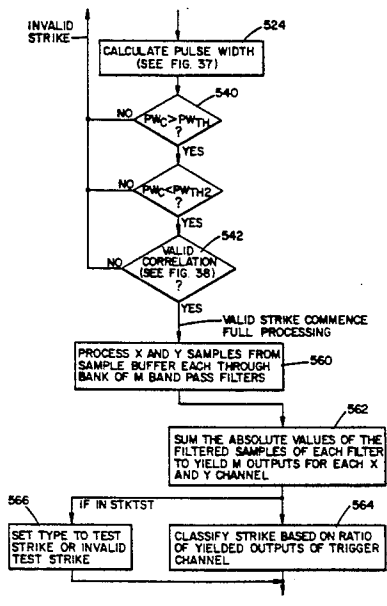 INVALID
STRIKE
524
CALCULATE PULSE WIDTH
(SEE FIG. 37)
540
NO
PWC>PWTH
?
YES
NO
PWC<PWTH2
?
YES
542
VALID
CORRELATION
(SEE FIG. 38)
?
NO
YES
VALID STRIKE COMMENCE
FULL PROCESSING
PROCESS X AND Y SAMPLES FROM
SAMPLE BUFFER EACH THROUGH
BANK OF M BAND PASS FILTERS
560
562
SUM THE ABSOLUTE VALUES OF THE
FILTERED SAMPLES OF EACH FILTER
TO YIELD M OUTPUTS FOR EACH X
AND Y CHANNEL
566
IF IN STKTST
564
SET TYPE TO TEST
STRIKE OR INVALID
TEST STRIKE
CLASSIFY STRIKE BASED ON RATIO
OF YIELDED OUTPUTS OF TRIGGER
CHANNEL